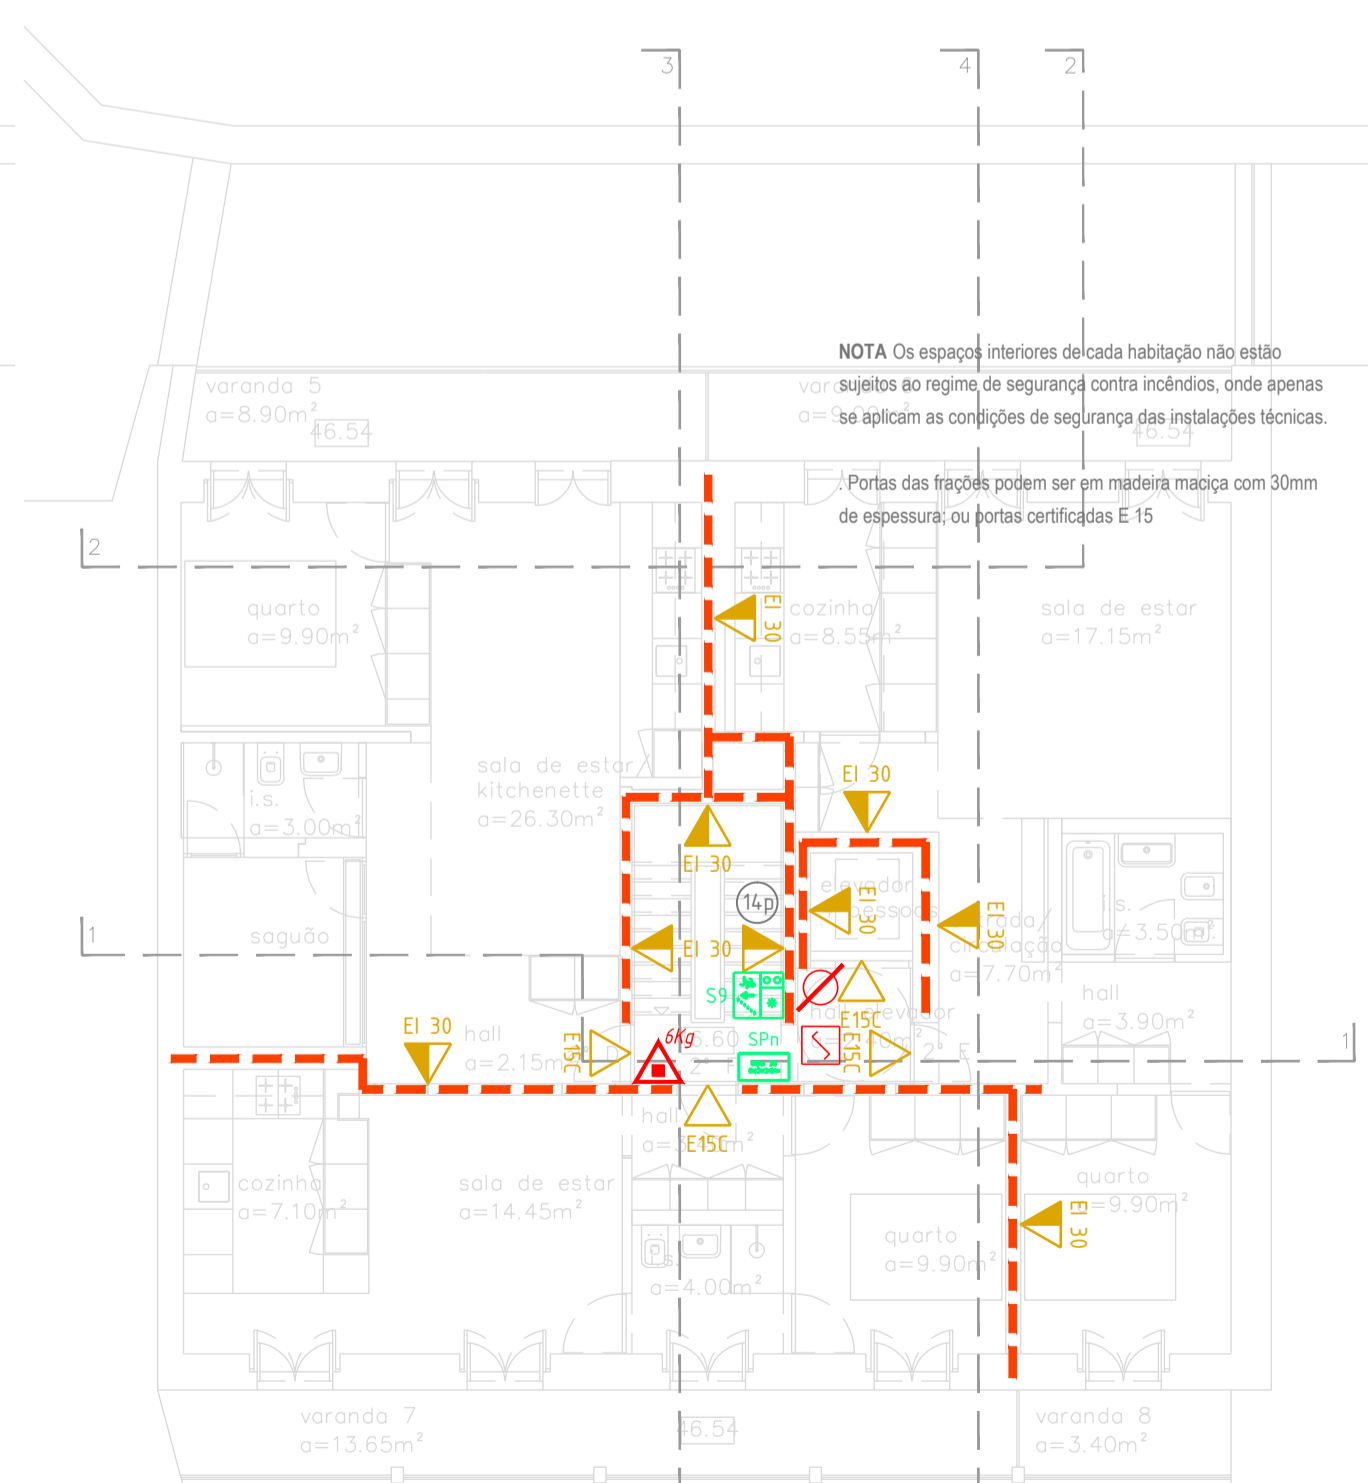 3
4
2
NOTA Os espaços interiores de cada habitação não estão
sujeitos ao regime de segurança contra incêndios, onde apenas
se aplicam as condições de segurança das instalações técnicas.
. Portas das frações podem ser em madeira maciça com 30mm
de espessura; ou portas certificadas E 15
varanda 5
a=8.90m²
46.54
46.54
2
quarto
a=9.90m²
EI 30
cozinha
a=8.55m²
sala de estar
a=17.15m²
sala de estar/
kitchenette
a=26.30m²
i.s.
a=3.00m²
EI 30
EI 30
14p
elevador
EI 30
EI 30
circulação
a=7.70m²
i.s.
a=3.50m²
1
saguão
EI 30
S9
hall
a=3.90m²
EI 30
hall
a=2.15m²
E15C
6Kg
SPn
hall elevador
E15C
E15C
1
hall
E15C
cozinha
a=7.10m²
sala de estar
a=14.45m²
a=4.00m²
quarto
a=9.90m²
quarto
a=9.90m²
EI 30
varanda 7
a=13.65m²
46.54
varanda 8
a=3.40m²